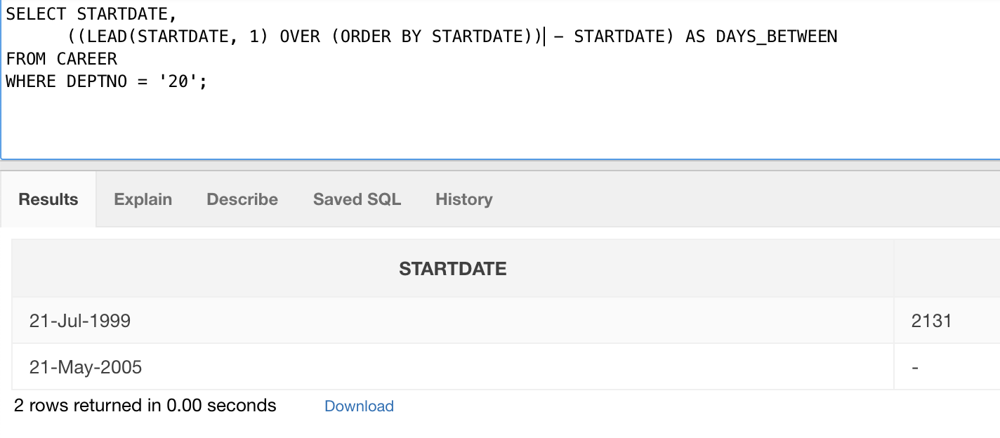 SELECT STARTDATE,
((LEAD(STARTDATE, 1) OVER (ORDER BY STARTDATE)) - STARTDATE) AS DAYS_BETWEEN
FROM CAREER
WHERE DEPTNO = '20';
Results Explain Describe Saved SQL History
STARTDATE
21-Jul-1999 2131
21-May-2005 -
2 rows returned in 0.00 seconds Download